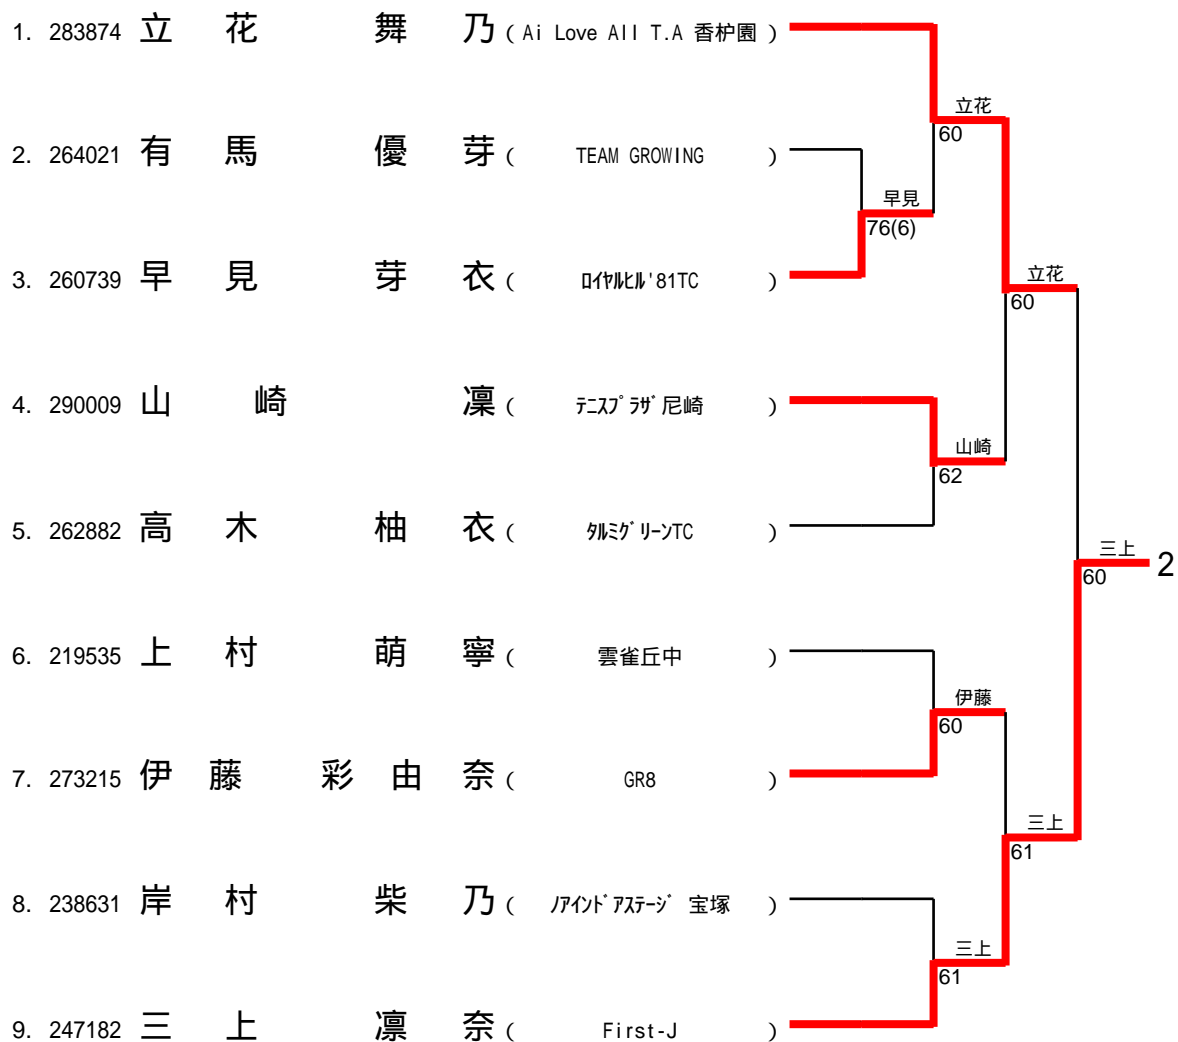 1. 283874 立花 舞乃 ( Ai Love All T.A 香枦園 )
立花
60
2. 264021 有馬 優芽 ( TEAM GROWING )
早見
76(6)
3. 260739 早見 芽衣 ( ﾛｲﾔﾙﾋﾙ'81TC )
立花
60
4. 290009 山崎 凜 ( ﾃﾆｽﾌﾟﾗｻﾞ尼崎 )
山崎
62
5. 262882 高木 柚衣 ( ﾀﾙﾐｸﾞﾘｰﾝTC )
三上
60
2
6. 219535 上村 萌寧 ( 雲雀丘中 )
伊藤
60
7. 273215 伊藤 彩由奈 ( GR8 )
三上
61
8. 238631 岸村 柴乃 ( ﾉｱｲﾝﾄﾞｱｽﾃｰｼﾞ 宝塚 )
三上
61
9. 247182 三上 凛奈 ( First-J )